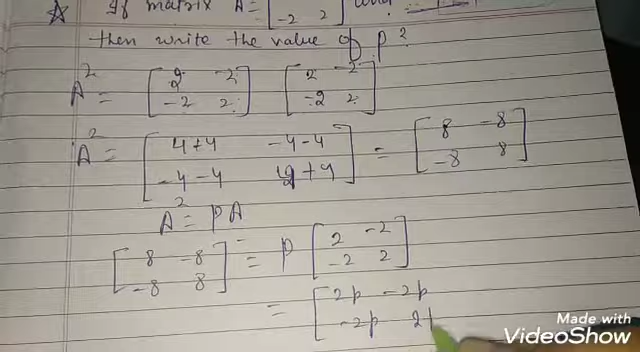 ☆ If matrix A = [ -2 2 ] and
then write the value of P ?
A² = [ 2 -2 ] [ 2 -2 ]
[ -2 2 ] [ -2 2 ]
A² = [ 4+4 -4-4 ] = [ 8 -8 ]
[ -4-4 4+4 ] [ -8 8 ]
A² = PA
[ 8 -8 ] = P [ 2 -2 ]
[ -8 8 ] [ -2 2 ]
= [ 2p -2p ]
[ -2p 2
Made with
VideoShow